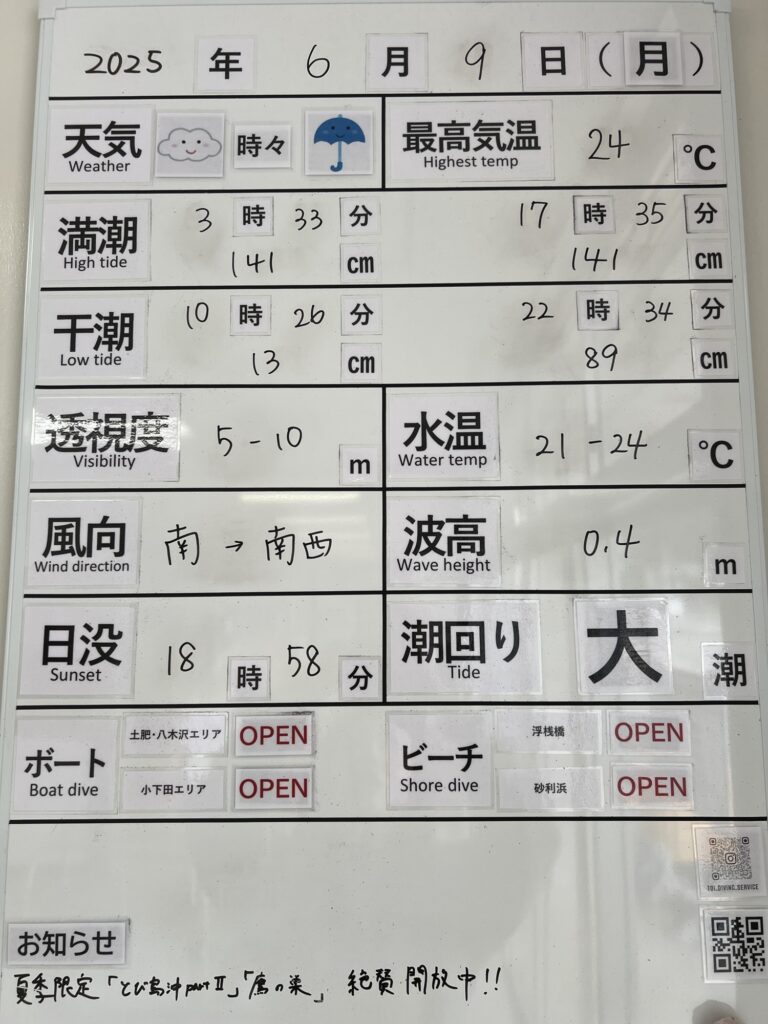 2025 年 6 月 9 日 (月)
天気 時々 最高気温 24 ℃
Weather Highest temp
満潮 3 時 33 分 17 時 35 分
High tide 141 cm 141 cm
干潮 10 時 26 分 22 時 34 分
Low tide 13 cm 89 cm
透視度 5 - 10 m 水温 21 - 24 ℃
Visibility Water temp
風向 南 → 南西 波高 0.4 m
Wind direction Wave height
日没 18 時 58 分 潮回り 大 潮
Sunset Tide
ボート 土肥・八木沢エリア OPEN ビーチ 浮桟橋 OPEN
Boat dive 小下田エリア OPEN Shore dive 砂利浜 OPEN
TOI_DIVING_SERVICE
お知らせ
夏季限定 「とび島沖 part Ⅱ」「鷹の巣」 絶賛 開放中!!